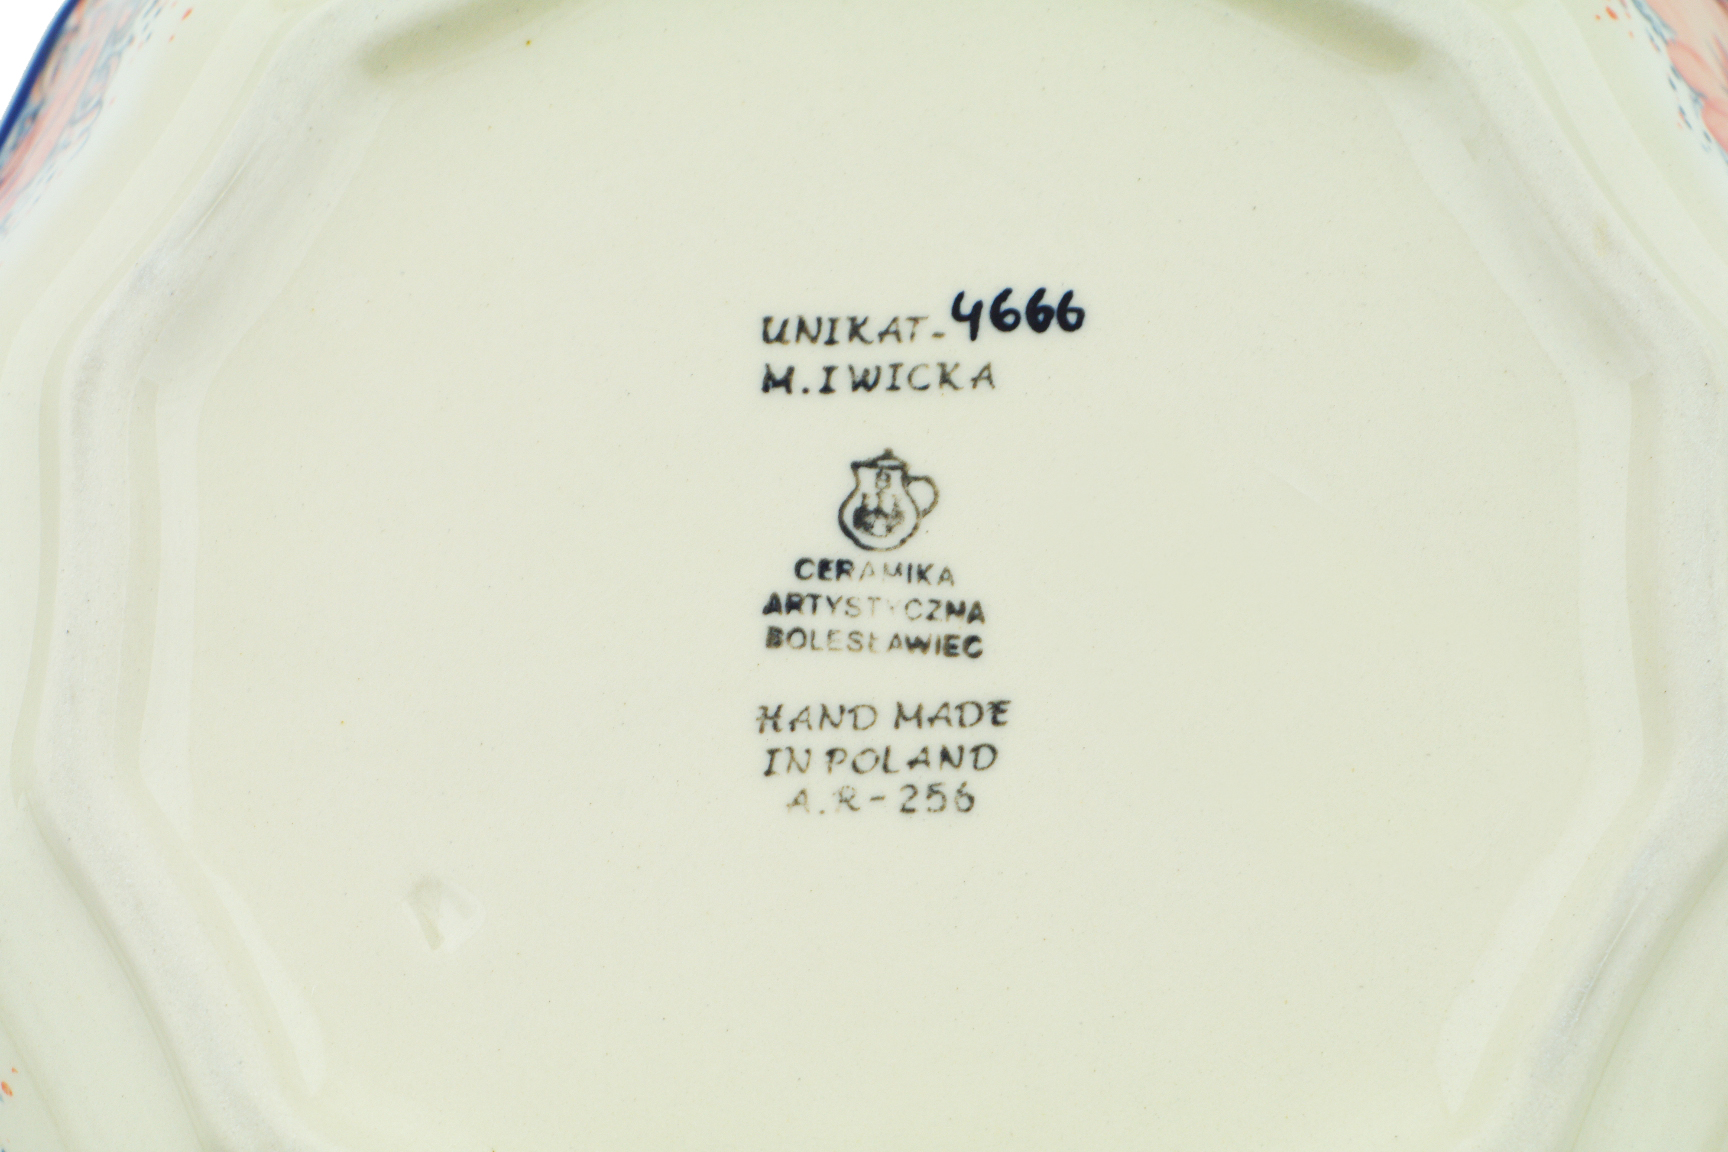 UNIKAT-4666
M.IWICKA
CERAMIKA
ARTYSTYCZNA
BOLESŁAWIEC
HAND MADE
IN POLAND
A.R-256